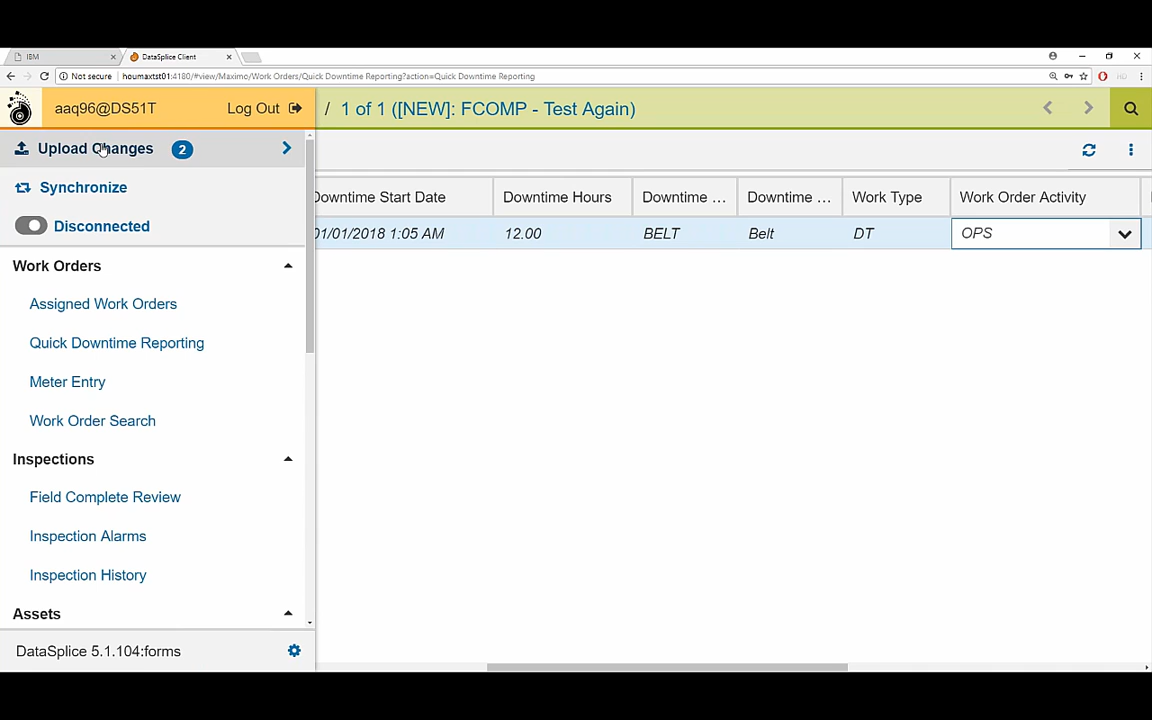 IBM
DataSplice Client
Not secure houmaxtst01:4180/#view/Maximo/Work Orders/Quick Downtime Reporting?action=Quick Downtime Reporting
aaq96@DS51T Log Out / 1 of 1 ([NEW]: FCOMP - Test Again)
Upload Changes 2
Synchronize
Disconnected
Downtime Start Date Downtime Hours Downtime ... Downtime ... Work Type Work Order Activity
01/01/2018 1:05 AM 12.00 BELT Belt DT OPS
Work Orders
Assigned Work Orders
Quick Downtime Reporting
Meter Entry
Work Order Search
Inspections
Field Complete Review
Inspection Alarms
Inspection History
Assets
DataSplice 5.1.104:forms